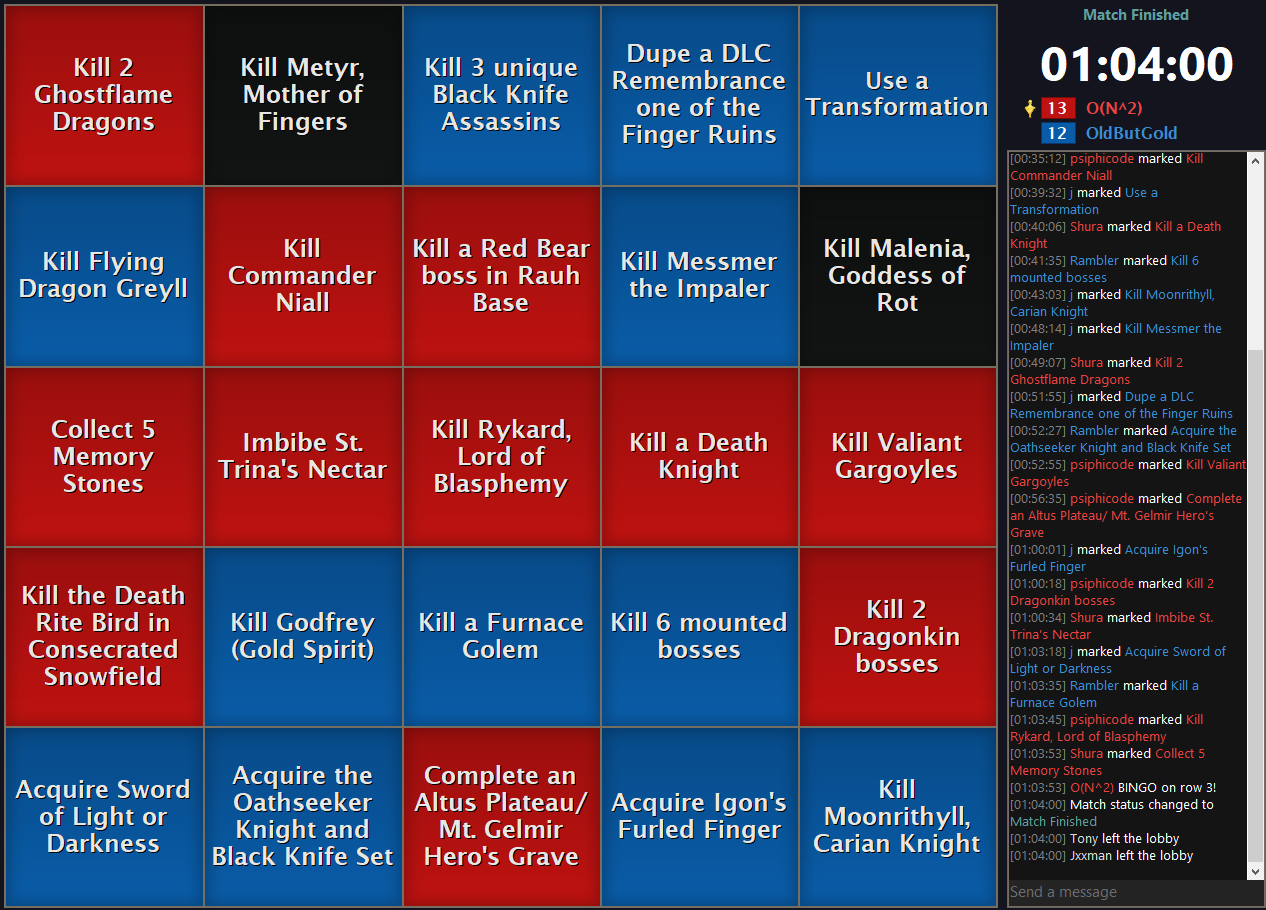 Kill 2
Ghostflame
Dragons
Kill Metyr,
Mother of
Fingers
Kill 3 unique
Black Knife
Assassins
Dupe a DLC
Remembrance
one of the
Finger Ruins
Use a
Transformation
Kill Flying
Dragon Greyll
Kill
Commander
Niall
Kill a Red Bear
boss in Rauh
Base
Kill Messmer
the Impaler
Kill Malenia,
Goddess of
Rot
Collect 5
Memory
Stones
Imbibe St.
Trina's Nectar
Kill Rykard,
Lord of
Blasphemy
Kill a Death
Knight
Kill Valiant
Gargoyles
Kill the Death
Rite Bird in
Consecrated
Snowfield
Kill Godfrey
(Gold Spirit)
Kill a Furnace
Golem
Kill 6 mounted
bosses
Kill 2
Dragonkin
bosses
Acquire Sword
of Light or
Darkness
Acquire the
Oathseeker
Knight and
Black Knife Set
Complete an
Altus Plateau/
Mt. Gelmir
Hero's Grave
Acquire Igon's
Furled Finger
Kill
Moonrithyll,
Carian Knight
Match Finished
01:04:00
13 O(N^2)
12 OldButGold
[00:35:12] psiphicode marked Kill
Commander Niall
[00:39:32] j marked Use a
Transformation
[00:40:06] Shura marked Kill a Death
Knight
[00:41:35] Rambler marked Kill 6
mounted bosses
[00:43:03] j marked Kill Moonrithyll,
Carian Knight
[00:48:14] j marked Kill Messmer the
Impaler
[00:49:07] Shura marked Kill 2
Ghostflame Dragons
[00:51:55] j marked Dupe a DLC
Remembrance one of the Finger Ruins
[00:52:27] Rambler marked Acquire the
Oathseeker Knight and Black Knife Set
[00:52:55] psiphicode marked Kill Valiant
Gargoyles
[00:56:35] psiphicode marked Complete
an Altus Plateau/ Mt. Gelmir Hero's
Grave
[01:00:01] j marked Acquire Igon's
Furled Finger
[01:00:18] psiphicode marked Kill 2
Dragonkin bosses
[01:00:34] Shura marked Imbibe St.
Trina's Nectar
[01:03:18] j marked Acquire Sword of
Light or Darkness
[01:03:35] Rambler marked Kill a
Furnace Golem
[01:03:45] psiphicode marked Kill
Rykard, Lord of Blasphemy
[01:03:53] Shura marked Collect 5
Memory Stones
[01:03:53] O(N^2) BINGO on row 3!
[01:04:00] Match status changed to
Match Finished
[01:04:00] Tony left the lobby
[01:04:00] Jxxman left the lobby
Send a message